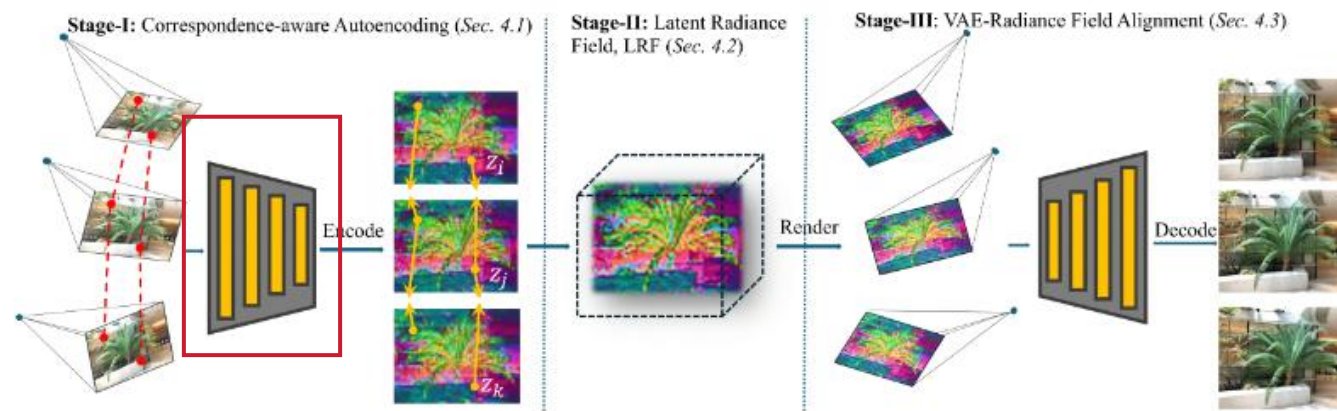 Stage-I: Correspondence-aware Autoencoding (Sec. 4.1)
Stage-II: Latent Radiance
Field, LRF (Sec. 4.2)
Stage-III: VAE-Radiance Field Alignment (Sec. 4.3)
Encode
z_i
z_j
z_k
Render
Decode